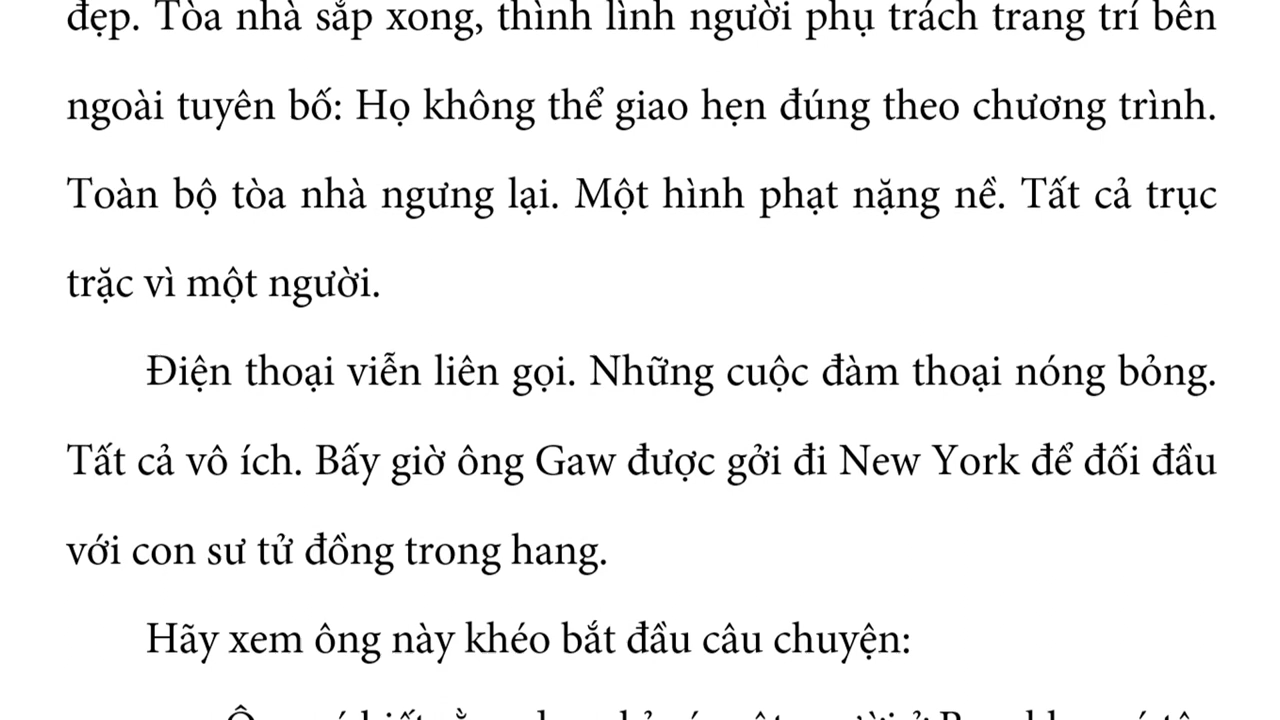 đẹp. Tòa nhà sắp xong, thình lình người phụ trách trang trí bên
ngoài tuyên bố: Họ không thể giao hẹn đúng theo chương trình.
Toàn bộ tòa nhà ngưng lại. Một hình phạt nặng nề. Tất cả trục
trặc vì một người.
Điện thoại viễn liên gọi. Những cuộc đàm thoại nóng bỏng.
Tất cả vô ích. Bấy giờ ông Gaw được gởi đi New York để đối đầu
với con sư tử đồng trong hang.
Hãy xem ông này khéo bắt đầu câu chuyện: